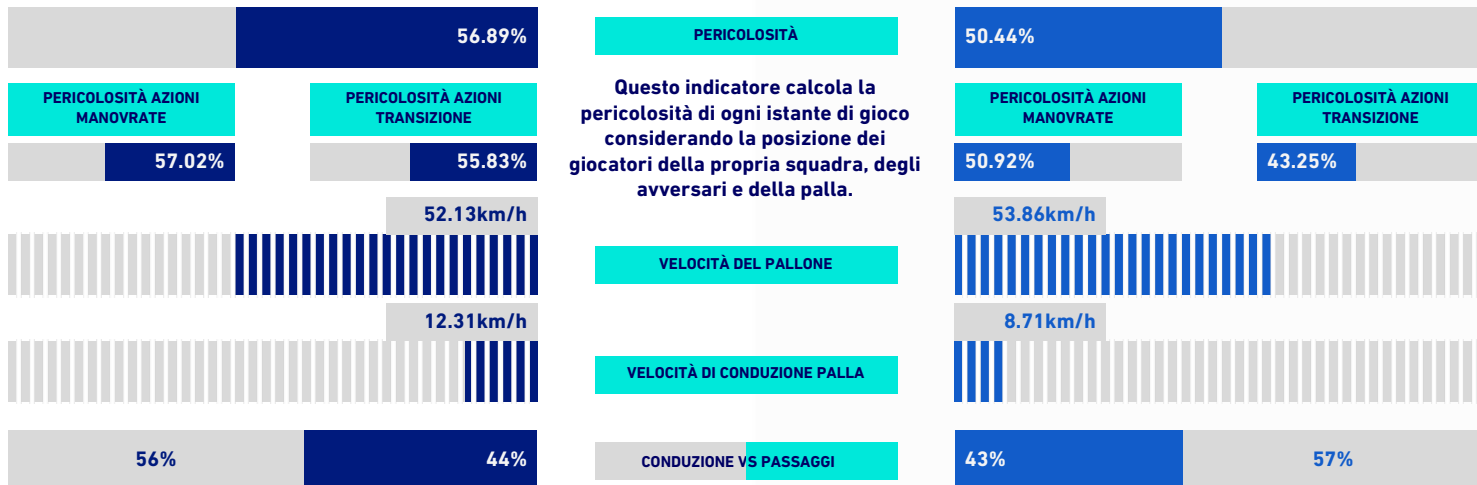 56.89%
PERICOLOSITÀ
50.44%
PERICOLOSITÀ AZIONI
MANOVRATE
57.02%
PERICOLOSITÀ AZIONI
TRANSIZIONE
55.83%
Questo indicatore calcola la
pericolosità di ogni istante di gioco
considerando la posizione dei
giocatori della propria squadra, degli
avversari e della palla.
PERICOLOSITÀ AZIONI
MANOVRATE
50.92%
PERICOLOSITÀ AZIONI
TRANSIZIONE
43.25%
52.13km/h
VELOCITÀ DEL PALLONE
53.86km/h
12.31km/h
VELOCITÀ DI CONDUZIONE PALLA
8.71km/h
56%
44%
CONDUZIONE VS PASSAGGI
43%
57%